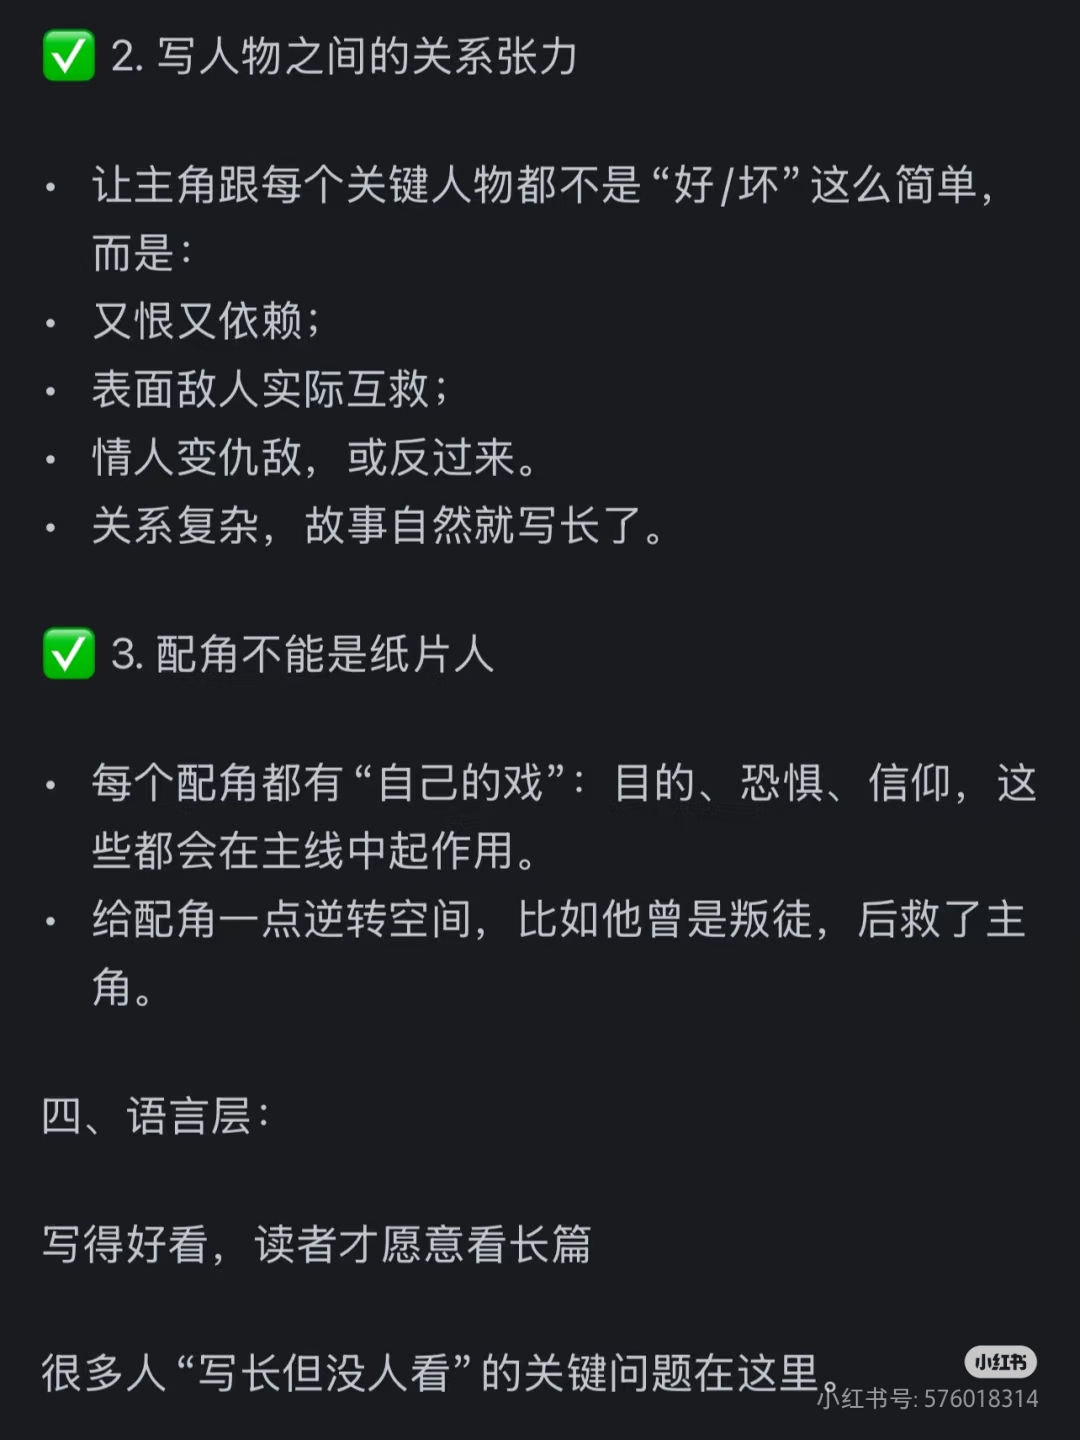 ✅ 2. 写人物之间的关系张力
• 让主角跟每个关键人物都不是“好/坏”这么简单，
而是：
• 又恨又依赖；
• 表面敌人实际互救；
• 情人变仇敌，或反过来。
• 关系复杂，故事自然就写长了。
✅ 3. 配角不能是纸片人
• 每个配角都有“自己的戏”：目的、恐惧、信仰，这
些都会在主线中起作用。
• 给配角一点逆转空间，比如他曾是叛徒，后救了主
角。
四、语言层：
写得好看，读者才愿意看长篇
很多人“写长但没人看”的关键问题在这里。
小红书
小红书号: 576018314